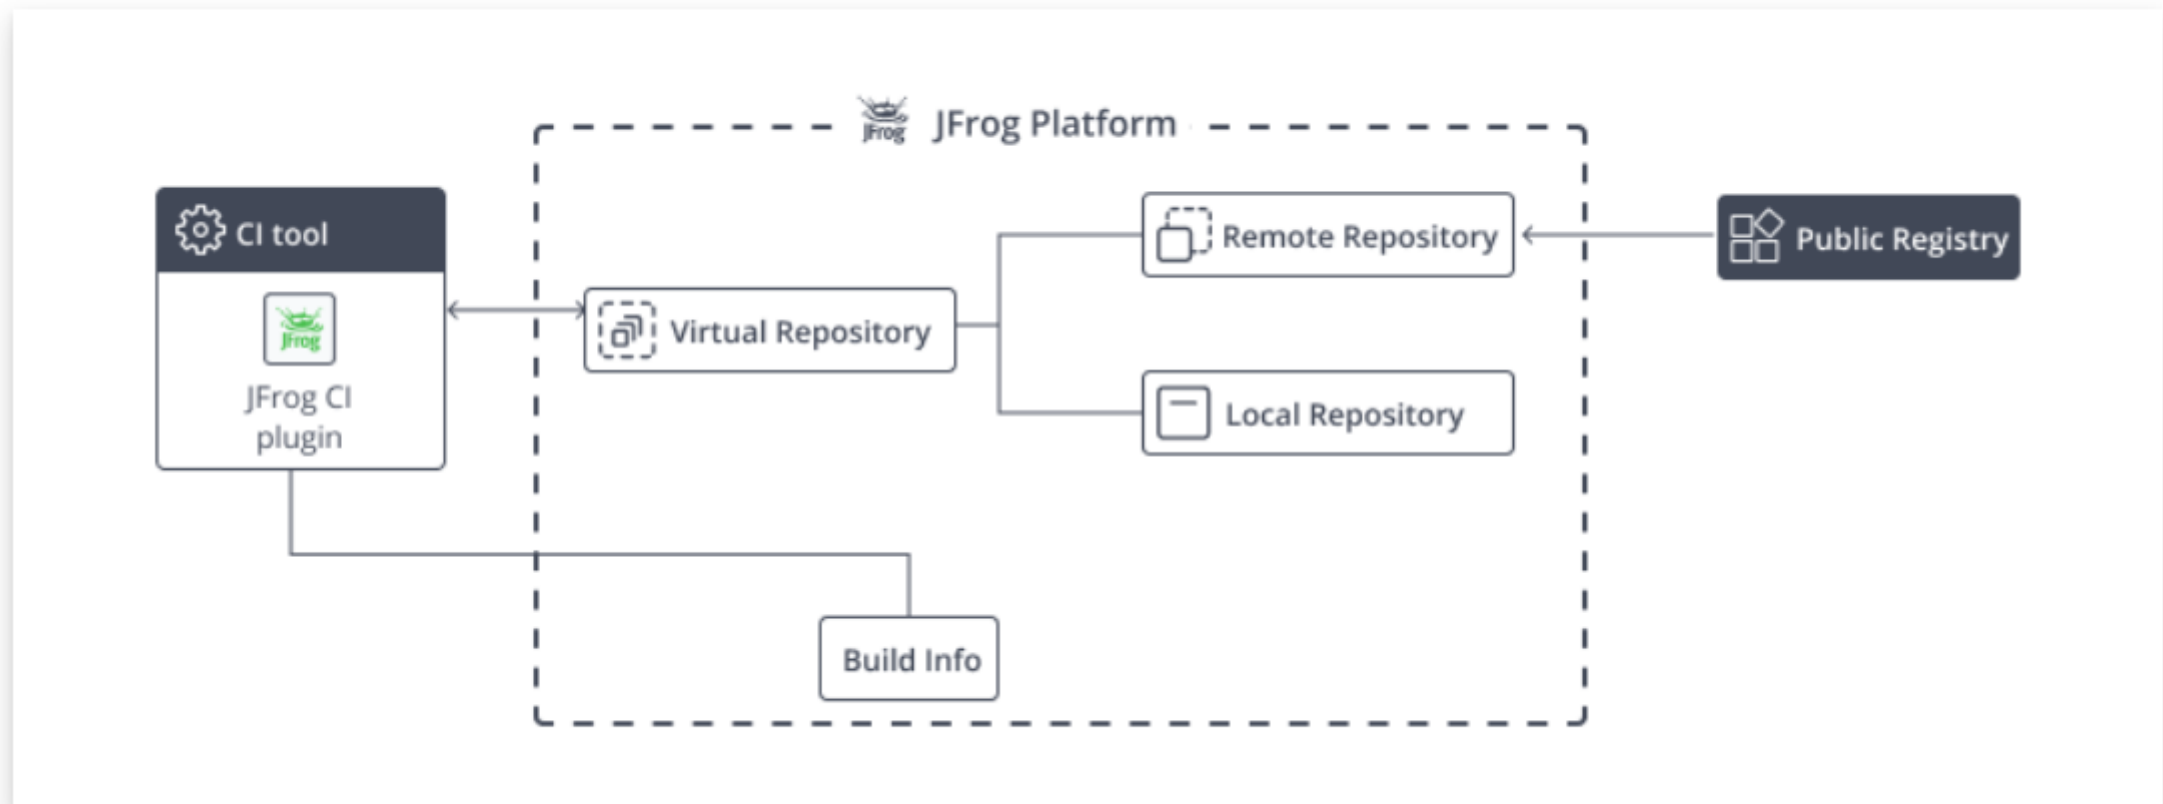 JFrog
JFrog Platform
CI tool
JFrog
JFrog CI
plugin
Virtual Repository
Remote Repository
Local Repository
Public Registry
Build Info